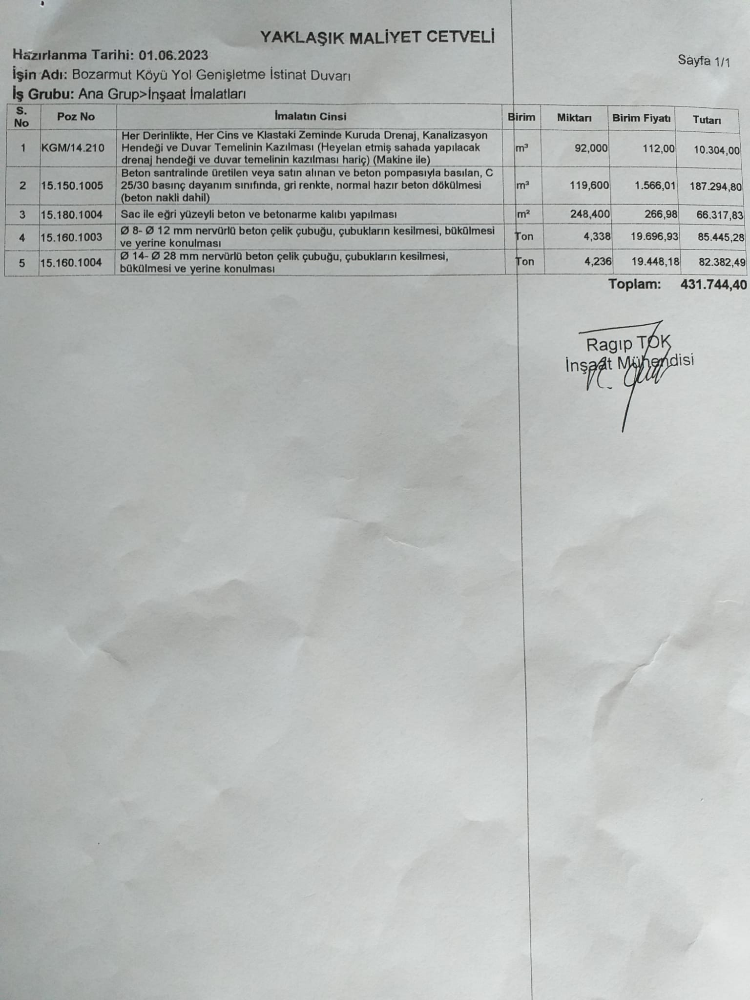 YAKLAŞIK MALİYET CETVELİ
Hazırlanma Tarihi: 01.06.2023
Sayfa 1/1
İşin Adı: Bozarmut Köyü Yol Genişletme İstinat Duvarı
İş Grubu: Ana Grup>İnşaat İmalatları
S. No Poz No İmalatın Cinsi Birim Miktarı Birim Fiyatı Tutarı
1 KGM/14.210 Her Derinlikte, Her Cins ve Klastaki Zeminde Kuruda Drenaj, Kanalizasyon
Hendeği ve Duvar Temelinin Kazılması (Heyelan etmiş sahada yapılacak
drenaj hendeği ve duvar temelinin kazılması hariç) (Makine ile) m³ 92,000 112,00 10.304,00
2 15.150.1005 Beton santralinde üretilen veya satın alınan ve beton pompasıyla basılan, C
25/30 basınç dayanım sınıfında, gri renkte, normal hazır beton dökülmesi
(beton nakli dahil) m³ 119,600 1.566,01 187.294,80
3 15.180.1004 Sac ile eğri yüzeyli beton ve betonarme kalıbı yapılması m² 248,400 266,98 66.317,83
4 15.160.1003 Ø 8- Ø 12 mm nervürlü beton çelik çubuğu, çubukların kesilmesi, bükülmesi
ve yerine konulması Ton 4,338 19.696,93 85.445,28
5 15.160.1004 Ø 14- Ø 28 mm nervürlü beton çelik çubuğu, çubukların kesilmesi,
bükülmesi ve yerine konulması Ton 4,236 19.448,18 82.382,49
Toplam: 431.744,40
Ragıp TOK
İnşaat Mühendisi